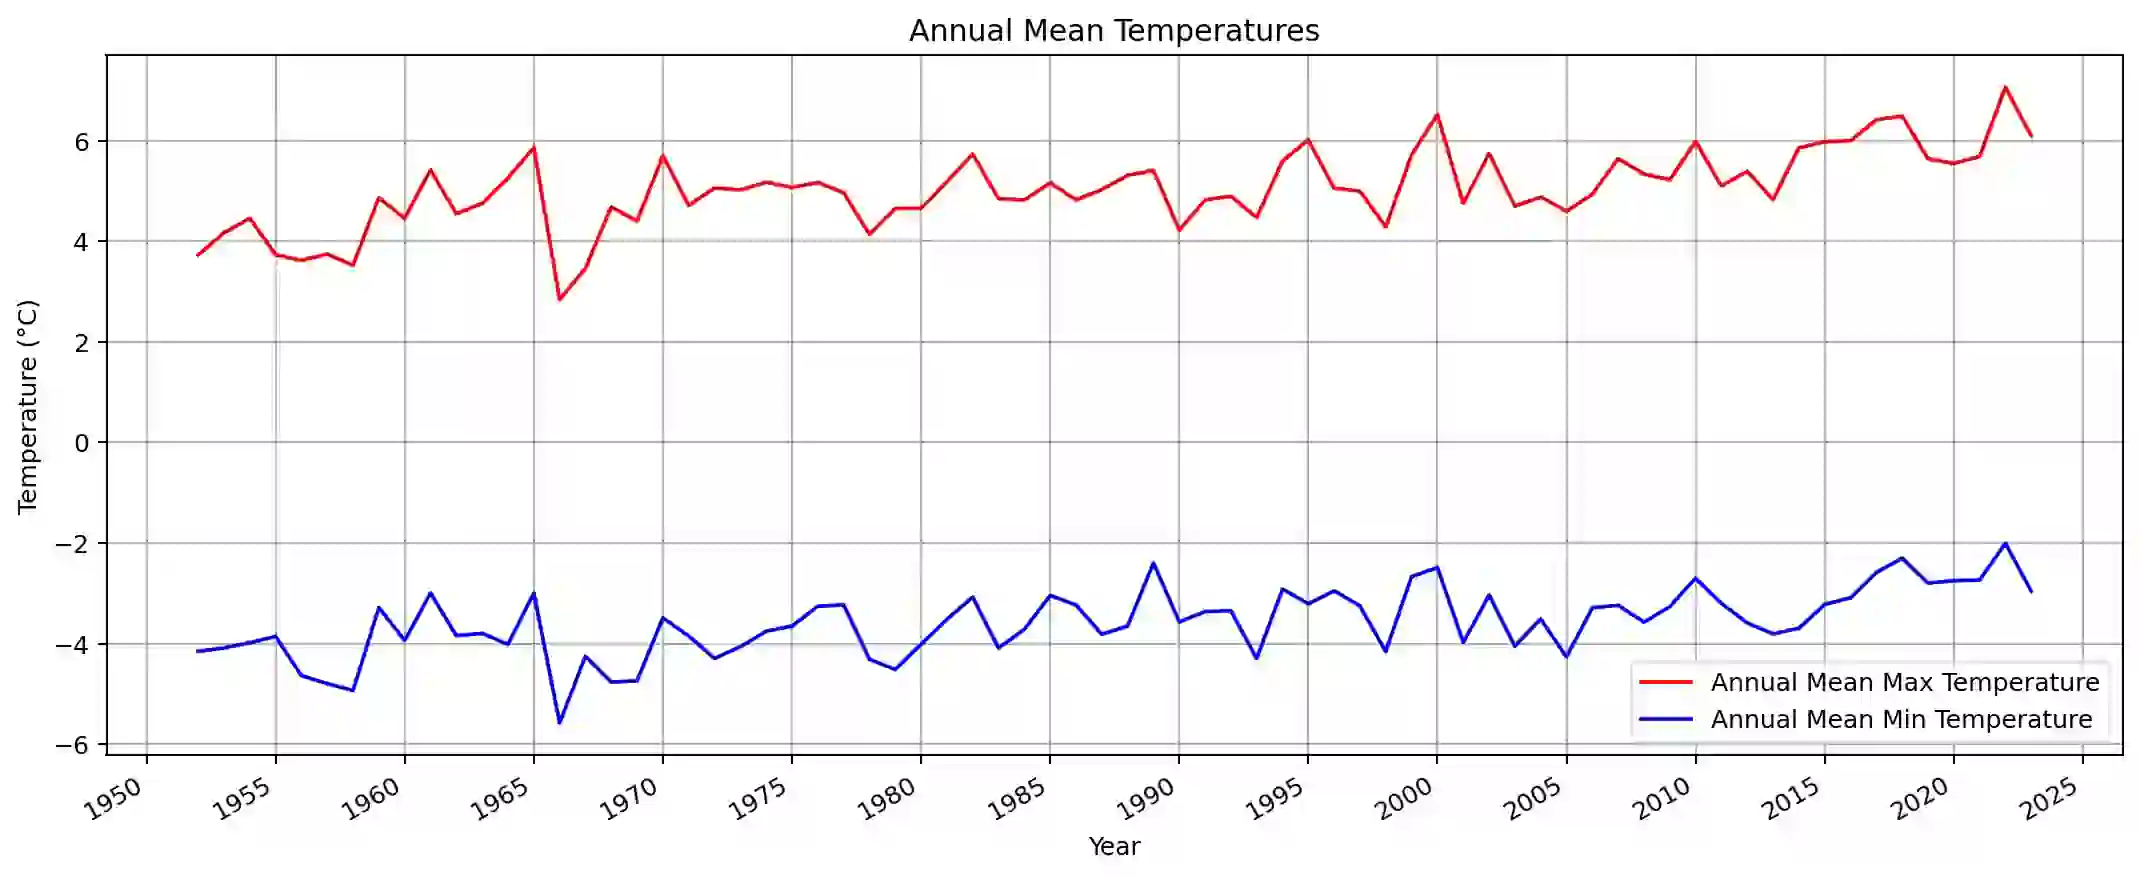 Annual Mean Temperatures
Temperature (°C)
6
4
2
0
−2
−4
−6
Annual Mean Max Temperature
Annual Mean Min Temperature
1950 1955 1960 1965 1970 1975 1980 1985 1990 1995 2000 2005 2010 2015 2020 2025
Year